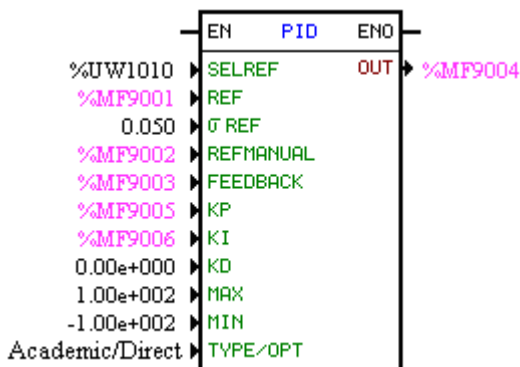 EN PID ENO
%UW1010 SELREF OUT %MF9004
%MF9001 REF
0.050 σ REF
%MF9002 REFMANUAL
%MF9003 FEEDBACK
%MF9005 KP
%MF9006 KI
0.00e+000 KD
1.00e+002 MAX
-1.00e+002 MIN
Academic/Direct TYPE/OPT